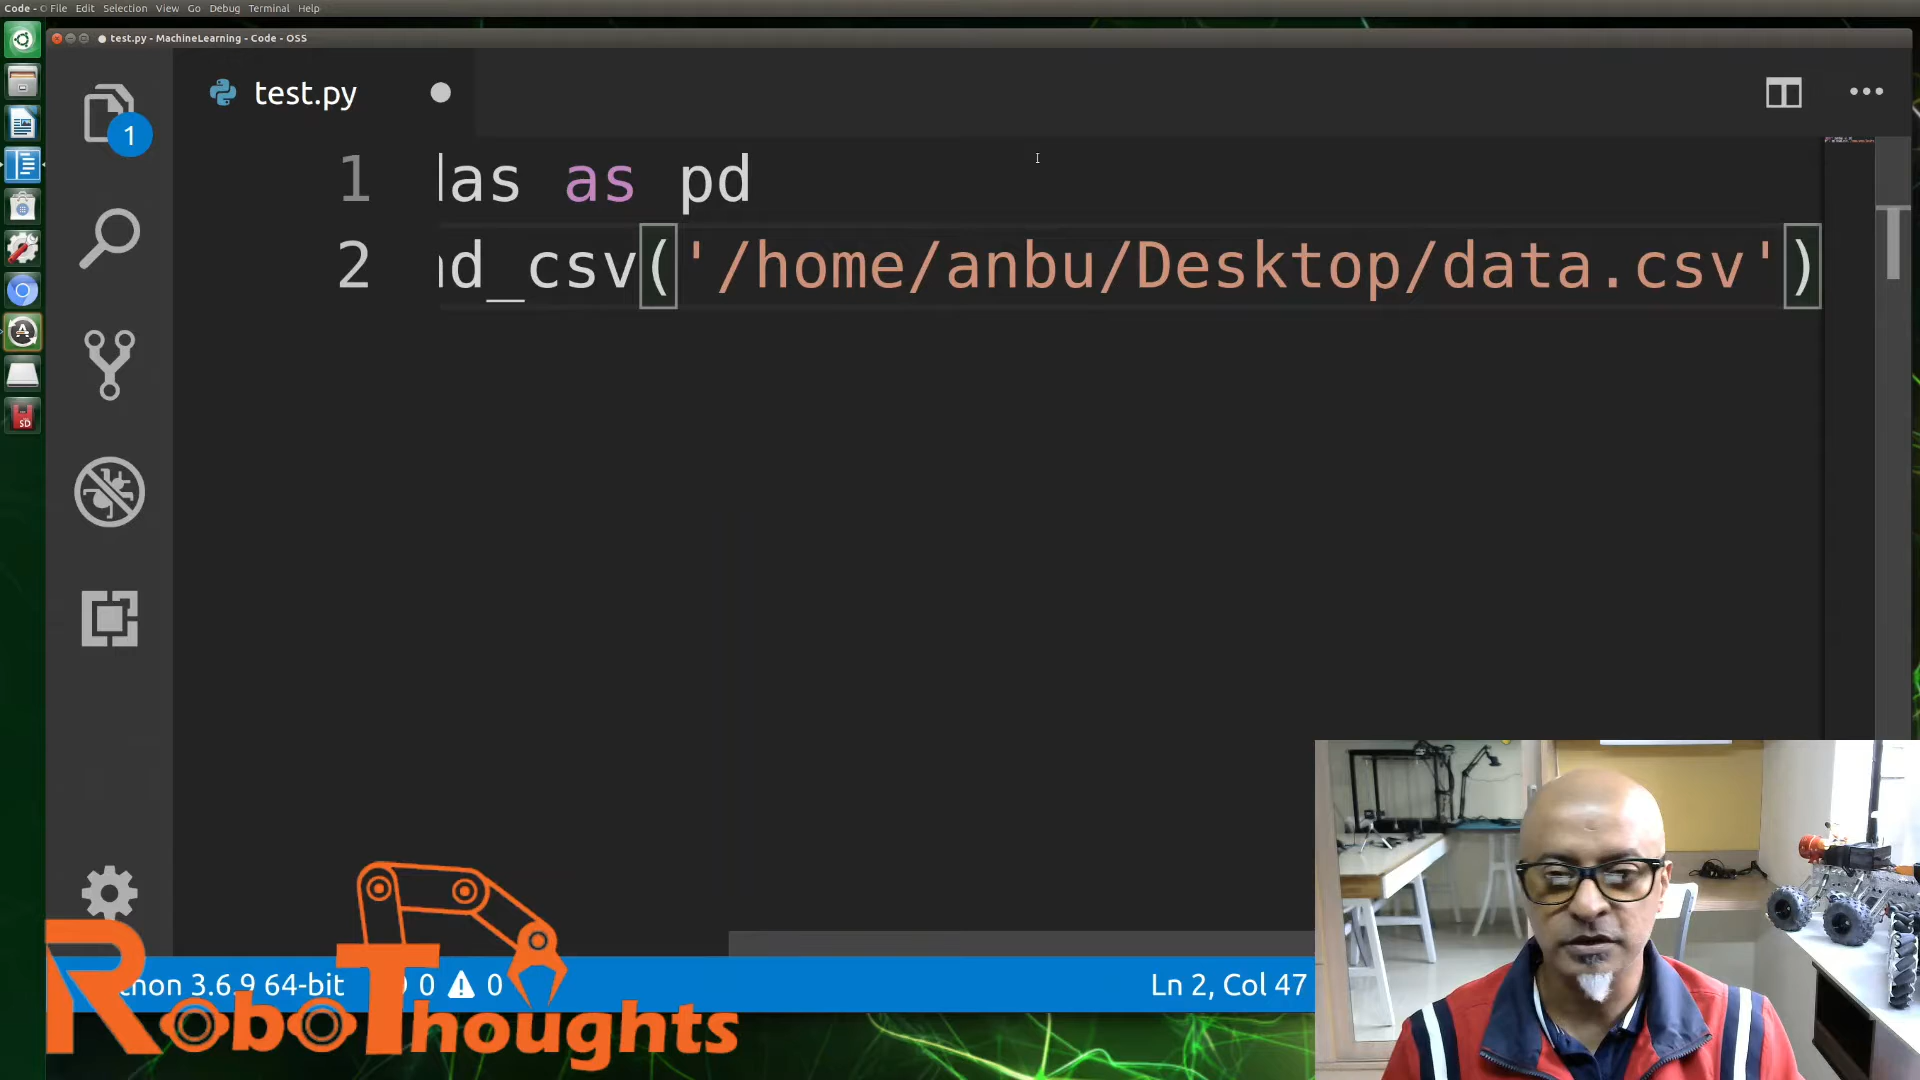 Code - File Edit Selection View Go Debug Terminal Help
test.py - MachineLearning - Code - OSS
test.py
1
1 las as pd
2 d_csv('/home/anbu/Desktop/data.csv')
SD
hon 3.6.9 64-bit 0 0
Ln 2, Col 47
RoboThoughts